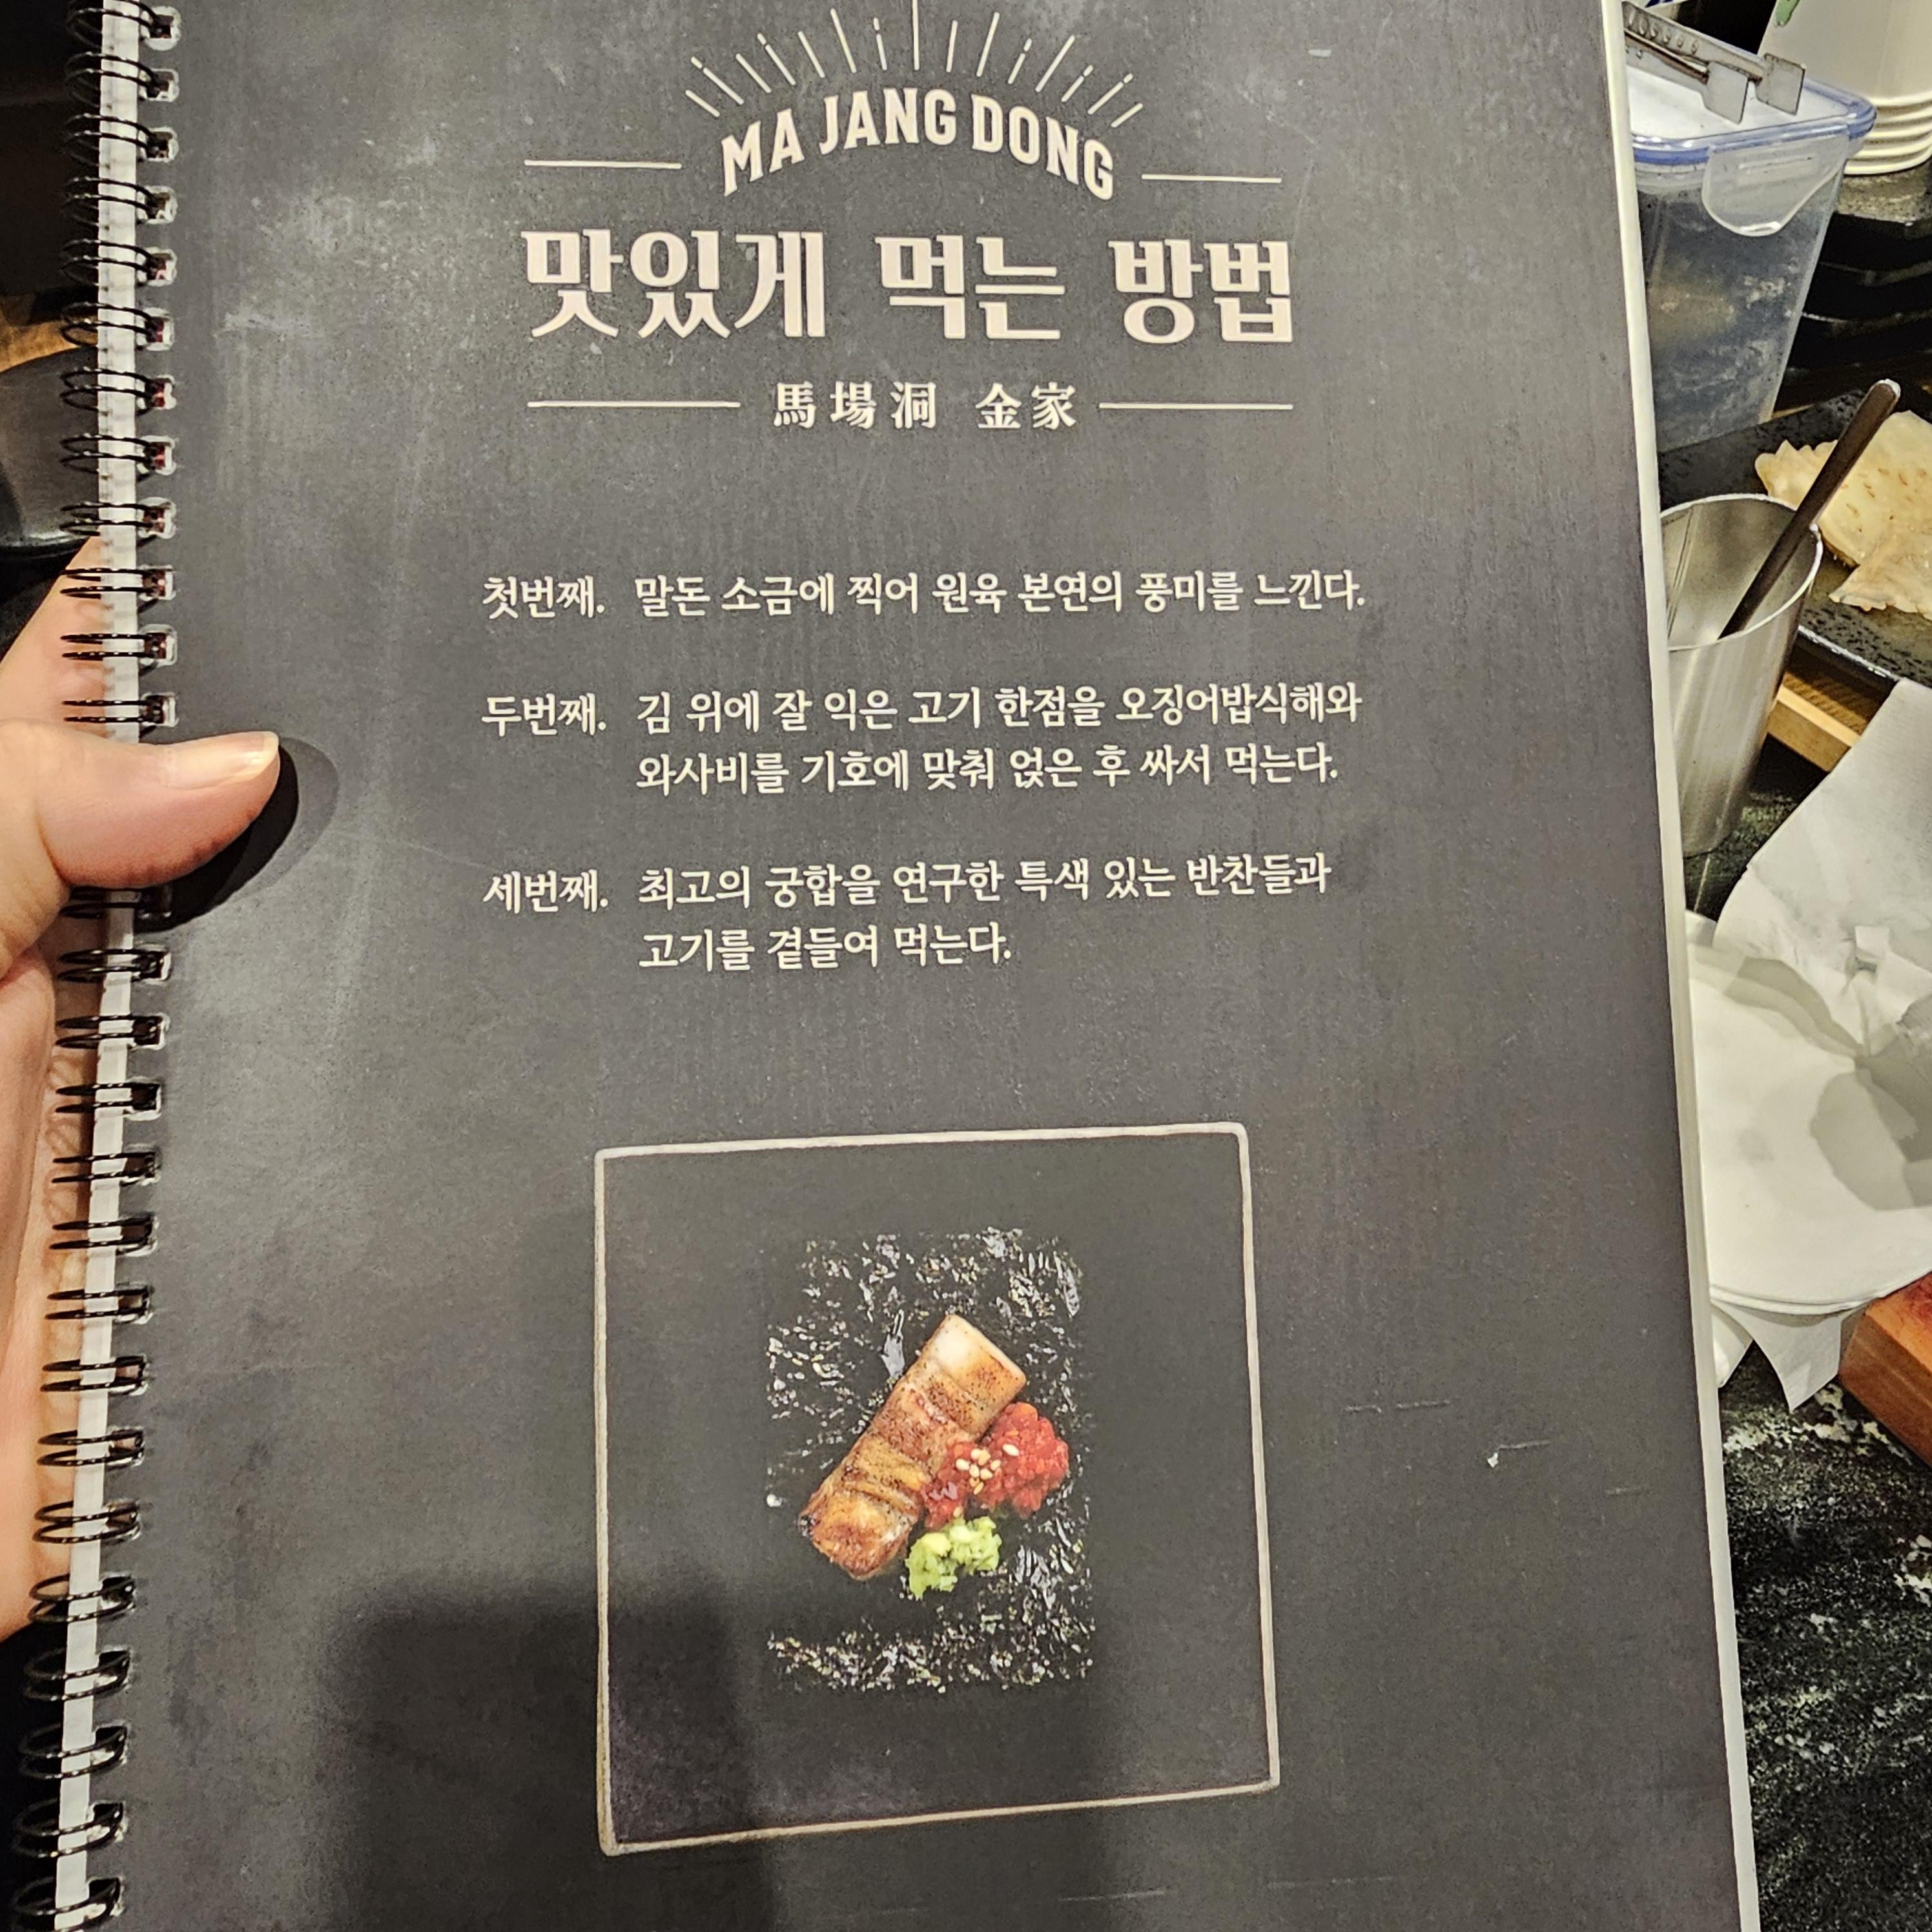 MA JANG DONG
맛있게 먹는 방법
馬場洞 金家
첫번째. 말돈 소금에 찍어 원육 본연의 풍미를 느낀다.
두번째. 김 위에 잘 익은 고기 한점을 오징어밥식해와
와사비를 기호에 맞춰 얹은 후 싸서 먹는다.
세번째. 최고의 궁합을 연구한 특색 있는 반찬들과
고기를 곁들여 먹는다.